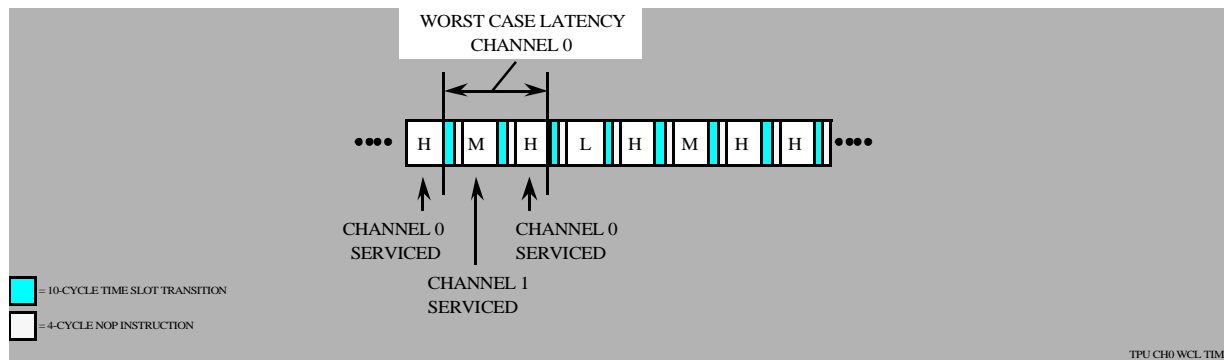 WORST CASE LATENCY
CHANNEL 0
H M H L H M H H
CHANNEL 0
SERVICED
CHANNEL 0
SERVICED
CHANNEL 1
SERVICED
= 10-CYCLE TIME SLOT TRANSITION
= 4-CYCLE NOP INSTRUCTION
TPU CH0 WCL TIM